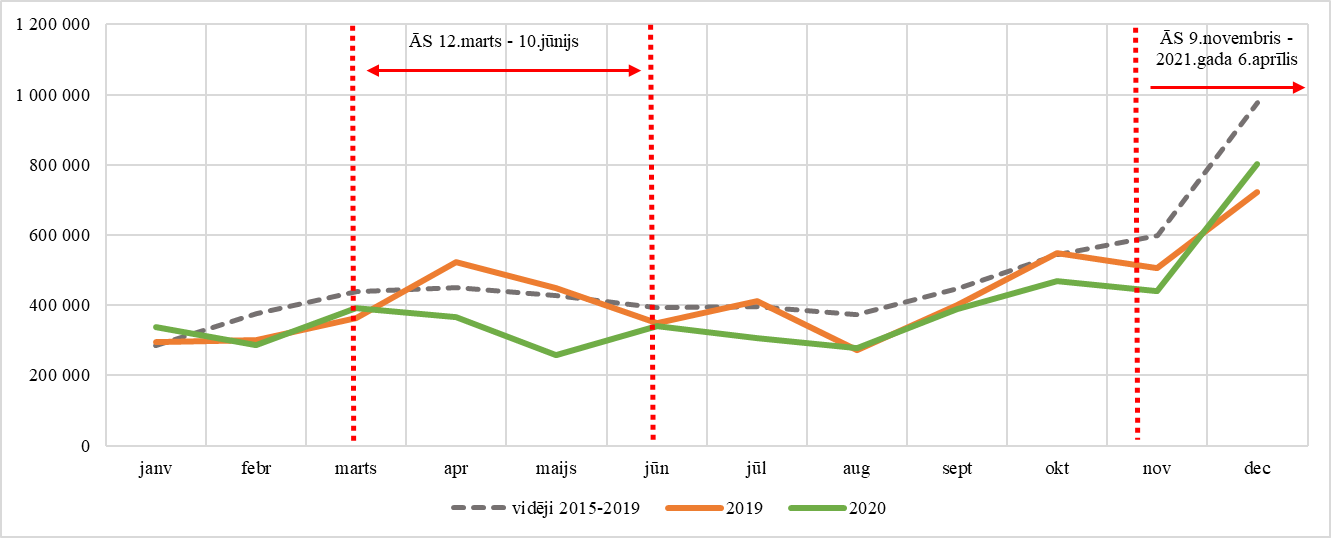 1 200 000
1 000 000
800 000
600 000
400 000
200 000
0
ĀS 12.marts - 10.jūnijs
ĀS 9.novembris -
2021.gada 6.aprīlis
janv febr marts apr maijs jūn jūl aug sept okt nov dec
vidēji 2015-2019 2019 2020